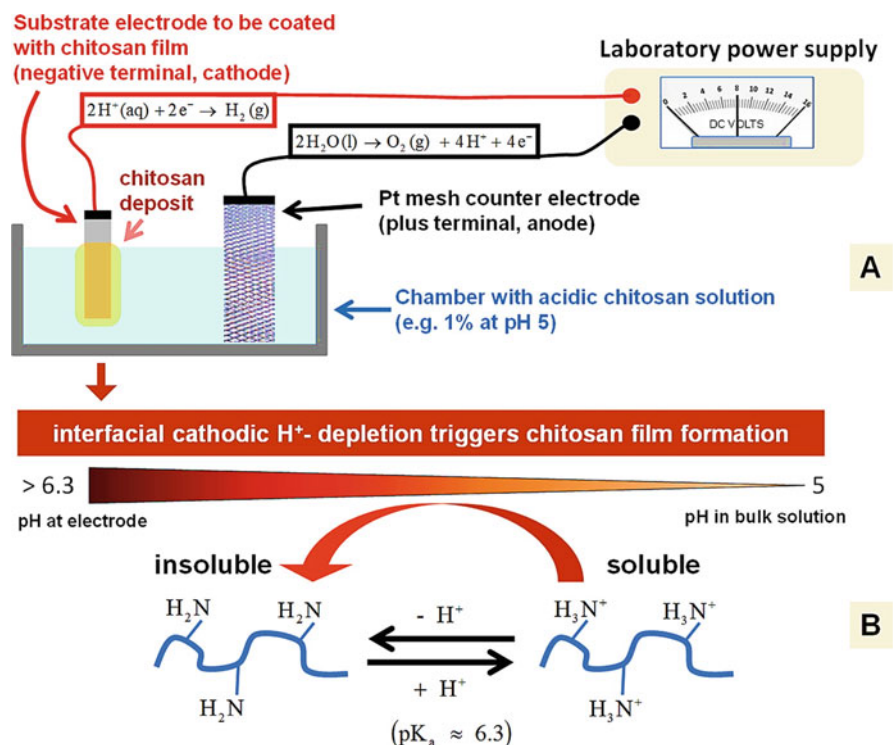 Substrate electrode to be coated
with chitosan film
(negative terminal, cathode)
Laboratory power supply
2H⁺(aq) + 2e⁻ → H₂(g)
0 2 4 6 8 10 12 14 16
DC VOLTS
2H₂O(l) → O₂(g) + 4H⁺ + 4e⁻
chitosan
deposit
Pt mesh counter electrode
(plus terminal, anode)
A
Chamber with acidic chitosan solution
(e.g. 1% at pH 5)
interfacial cathodic H⁺- depletion triggers chitosan film formation
> 6.3
5
pH at electrode
pH in bulk solution
insoluble
soluble
H₂N
H₂N
H₂N
- H⁺
+ H⁺
(pKₐ ≈ 6.3)
H₃N⁺
H₃N⁺
H₃N⁺
B